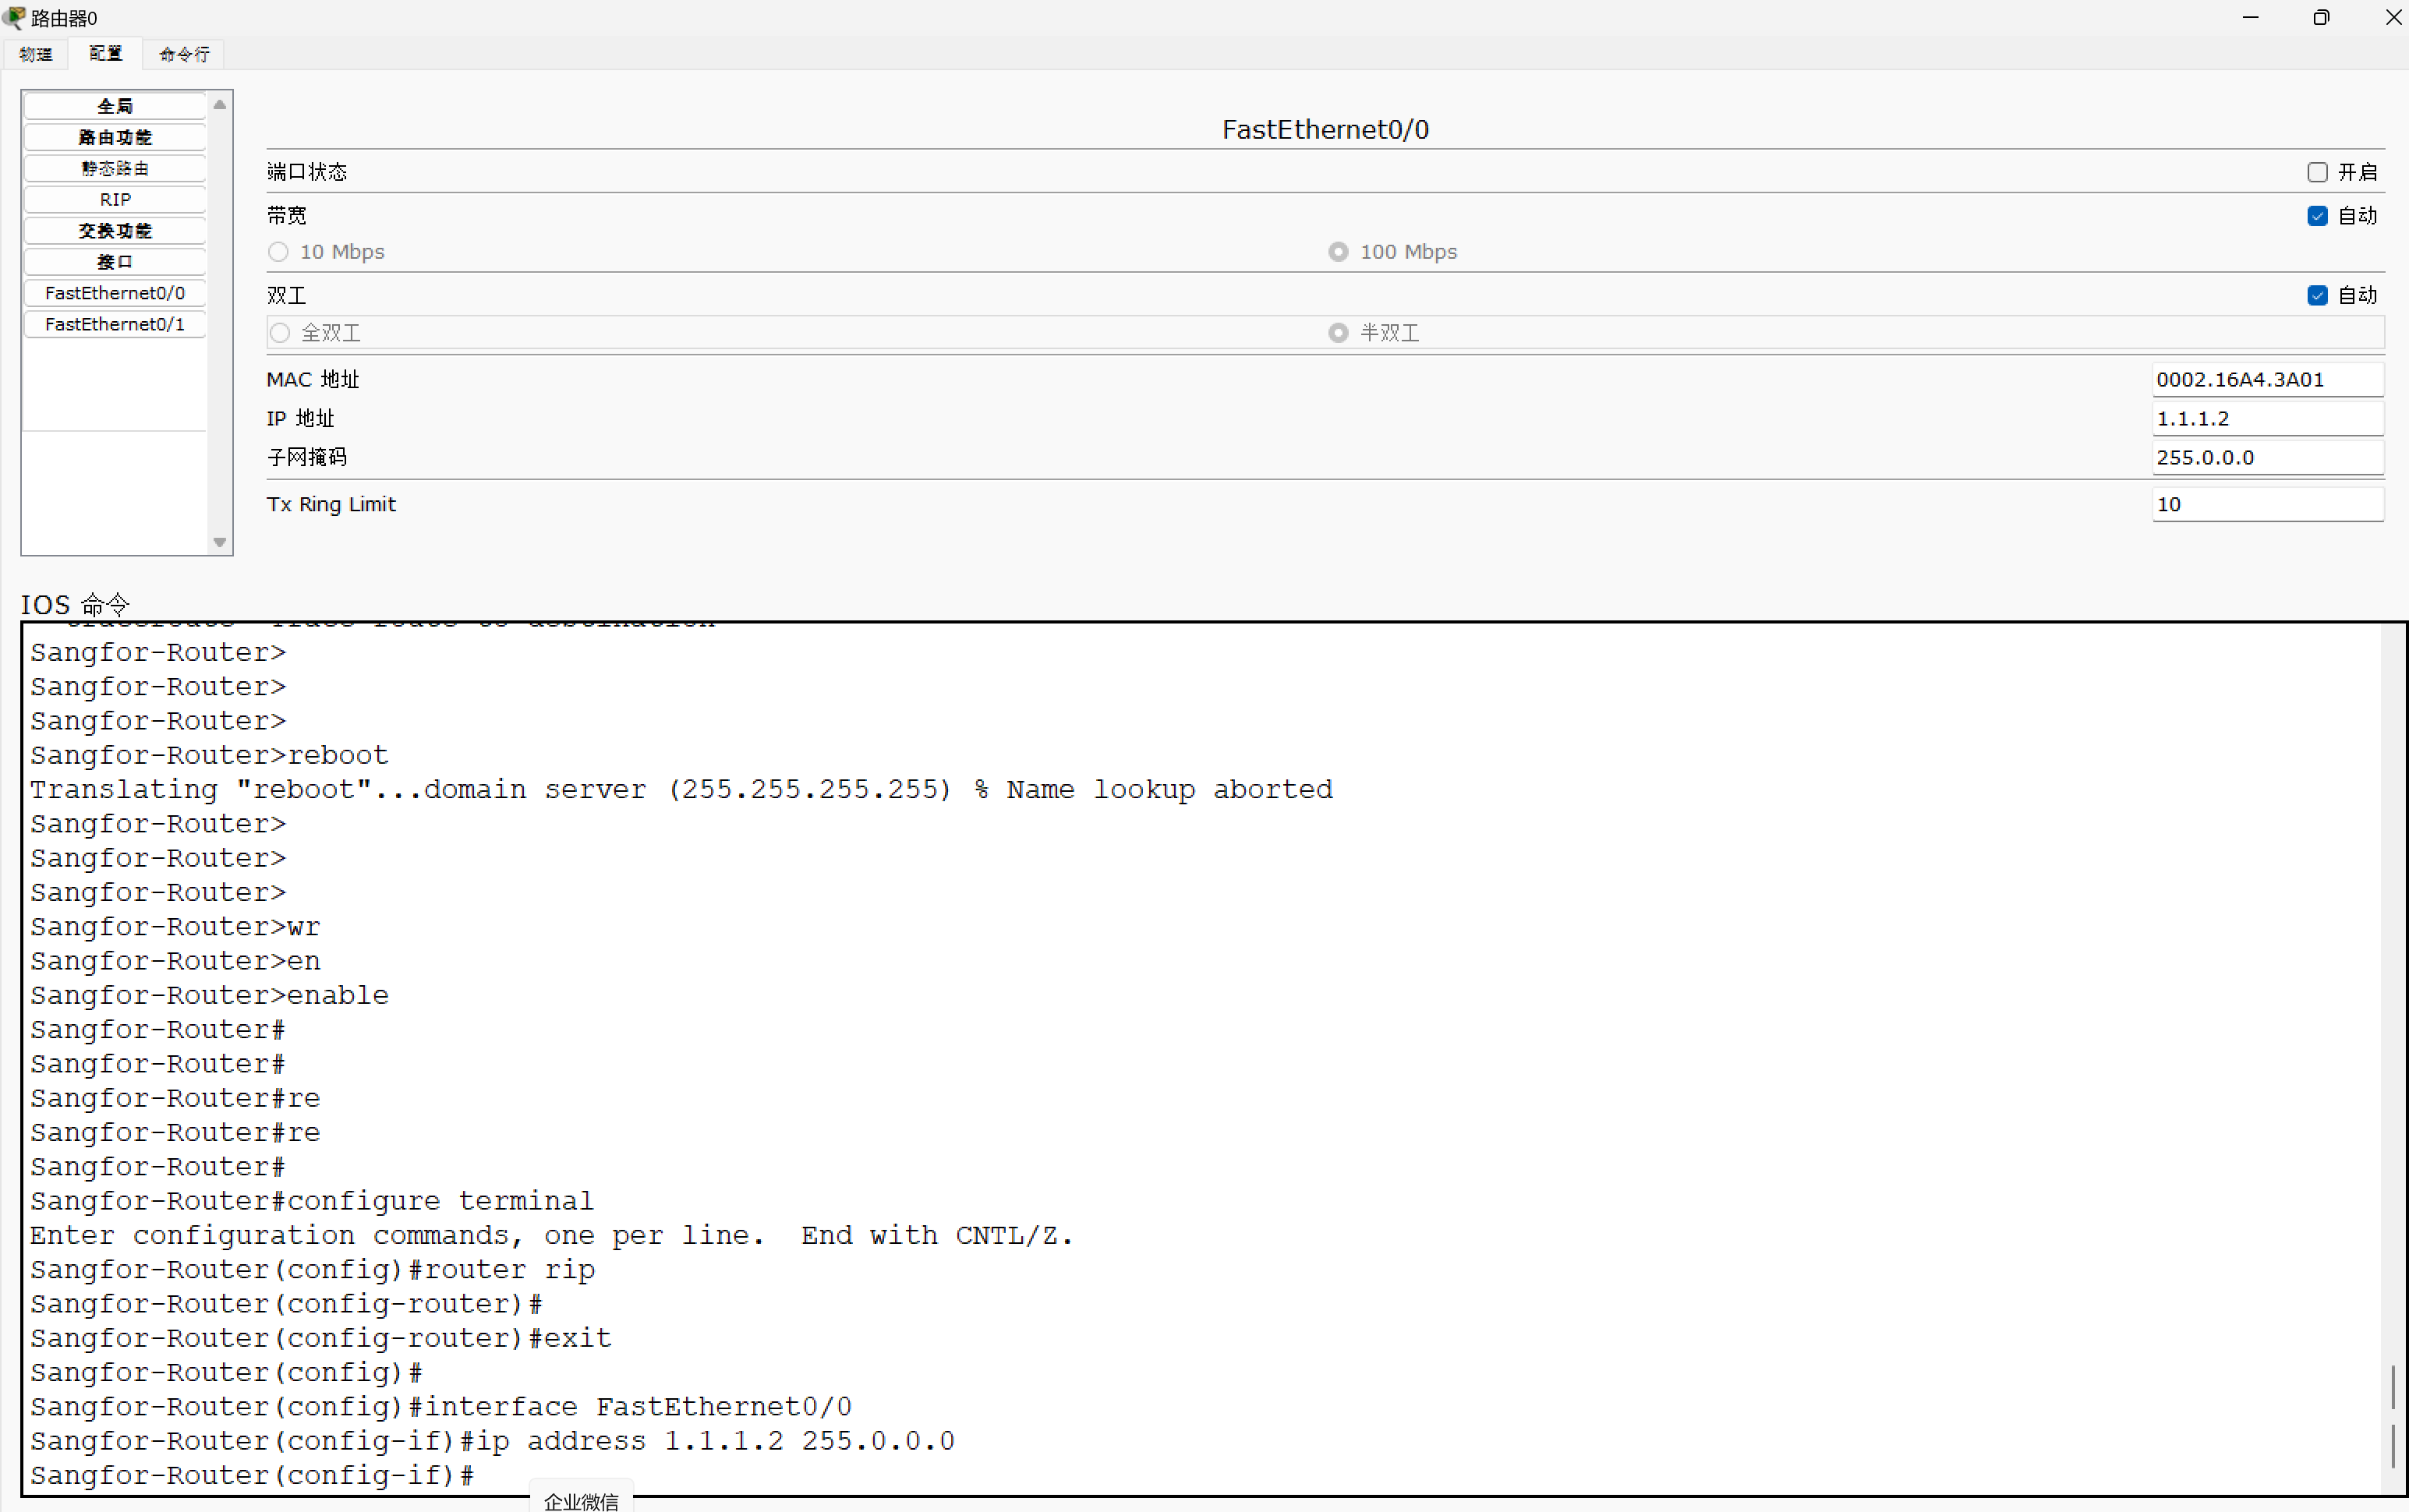 路由器0
物理 配置 命令行
全局
路由功能
静态路由
RIP
交换功能
接口
FastEthernet0/0
FastEthernet0/1
FastEthernet0/0
端口状态 开启
带宽 自动
10 Mbps 100 Mbps
双工 自动
全双工 半双工
MAC 地址 0002.16A4.3A01
IP 地址 1.1.1.2
子网掩码 255.0.0.0
Tx Ring Limit 10
IOS 命令
traceroute Trace route to destination
Sangfor-Router>
Sangfor-Router>
Sangfor-Router>
Sangfor-Router>reboot
Translating "reboot"...domain server (255.255.255.255) % Name lookup aborted
Sangfor-Router>
Sangfor-Router>
Sangfor-Router>
Sangfor-Router>wr
Sangfor-Router>en
Sangfor-Router>enable
Sangfor-Router#
Sangfor-Router#
Sangfor-Router#re
Sangfor-Router#re
Sangfor-Router#
Sangfor-Router#configure terminal
Enter configuration commands, one per line.  End with CNTL/Z.
Sangfor-Router(config)#router rip
Sangfor-Router(config-router)#
Sangfor-Router(config-router)#exit
Sangfor-Router(config)#
Sangfor-Router(config)#interface FastEthernet0/0
Sangfor-Router(config-if)#ip address 1.1.1.2 255.0.0.0
Sangfor-Router(config-if)#
企业微信